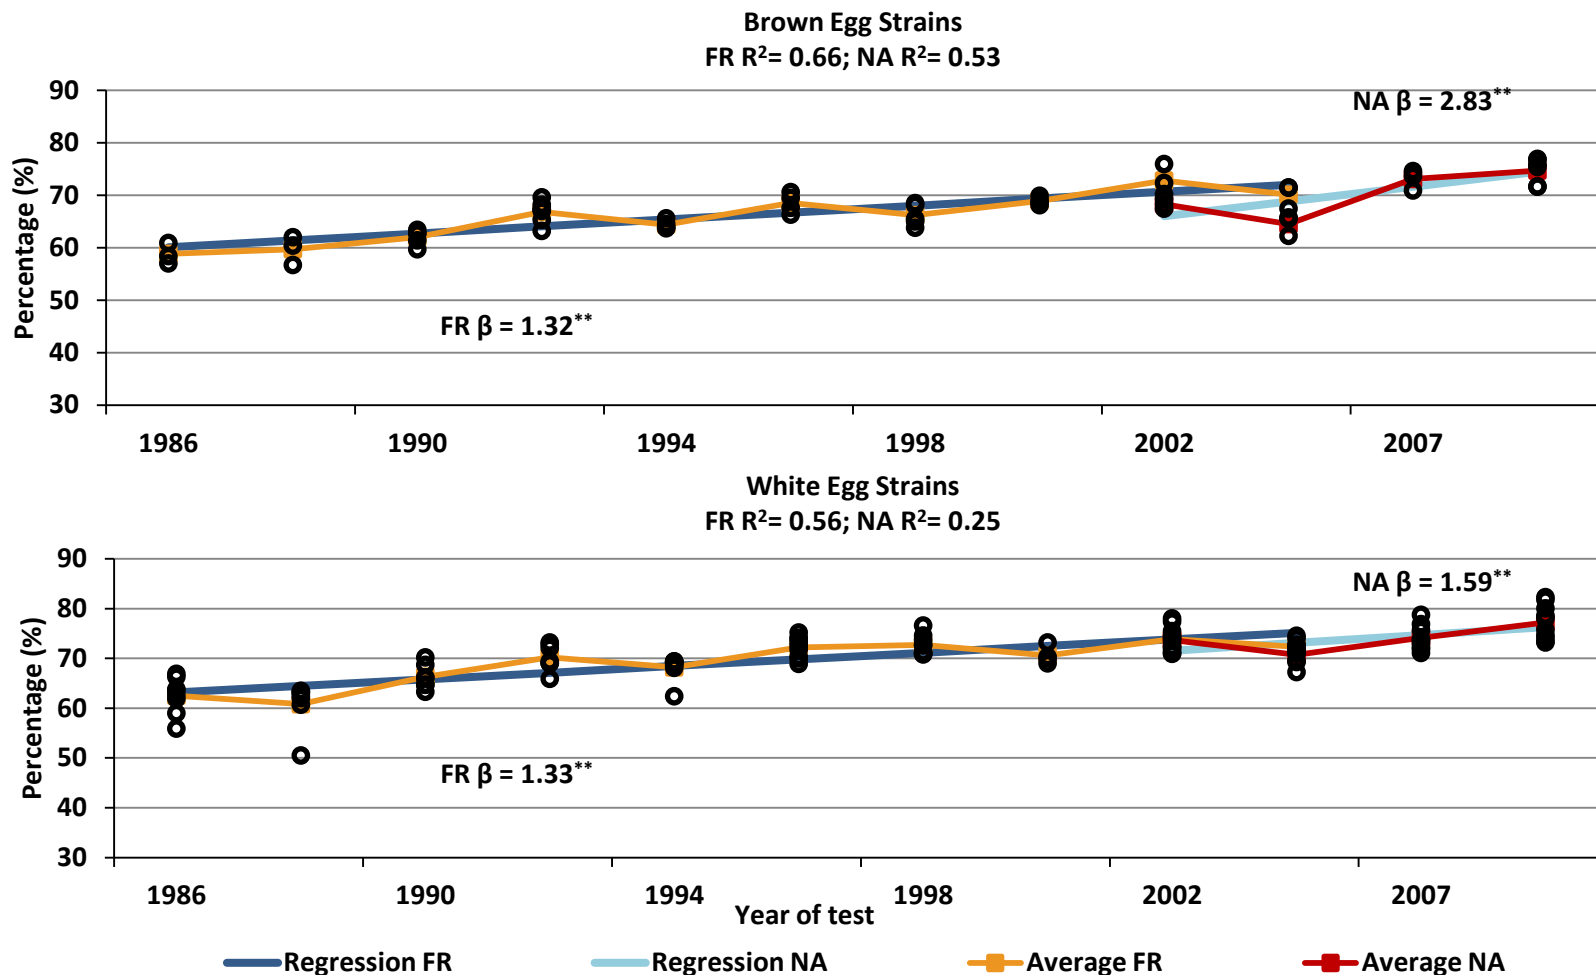 Brown Egg Strains
FR R²= 0.66; NA R²= 0.53
90
80
70
60
50
40
30
Percentage (%)
NA β = 2.83**
FR β = 1.32**
1986 1990 1994 1998 2002 2007
White Egg Strains
FR R²= 0.56; NA R²= 0.25
90
80
70
60
50
40
30
Percentage (%)
NA β = 1.59**
FR β = 1.33**
1986 1990 1994 1998 2002 2007
Year of test
Regression FR Regression NA Average FR Average NA